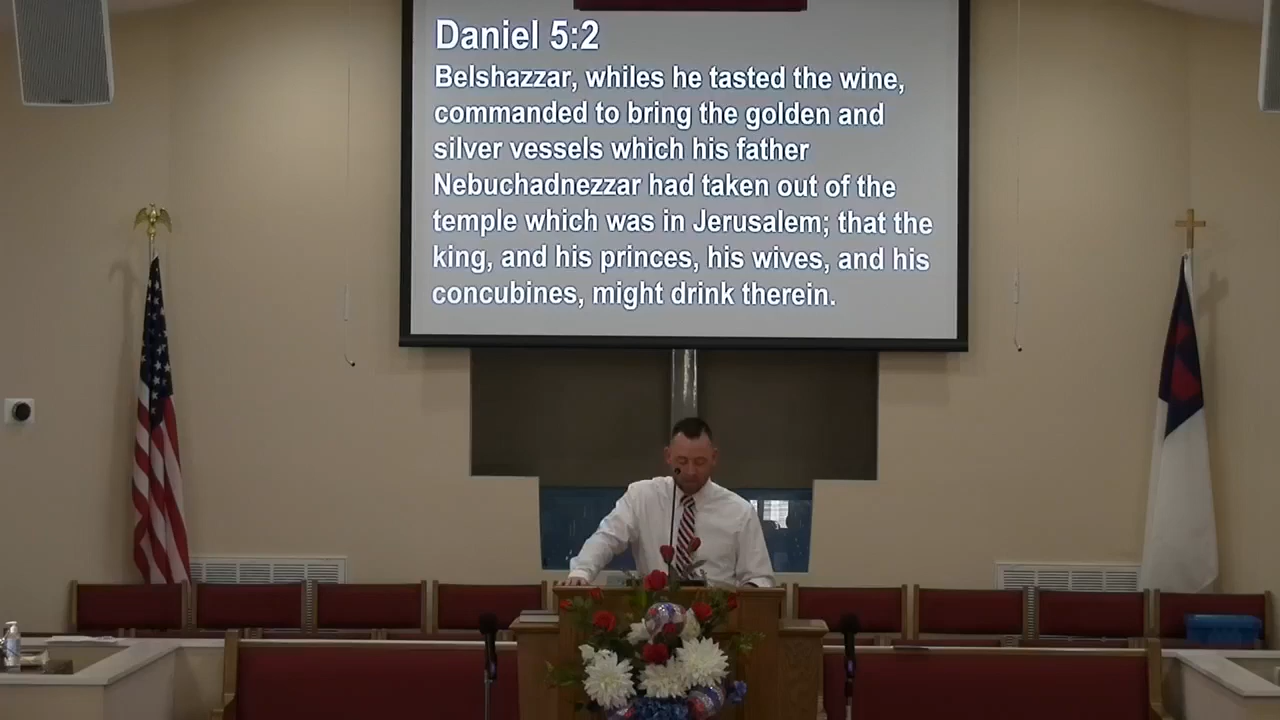 Daniel 5:2
Belshazzar, whiles he tasted the wine,
commanded to bring the golden and
silver vessels which his father
Nebuchadnezzar had taken out of the
temple which was in Jerusalem; that the
king, and his princes, his wives, and his
concubines, might drink therein.